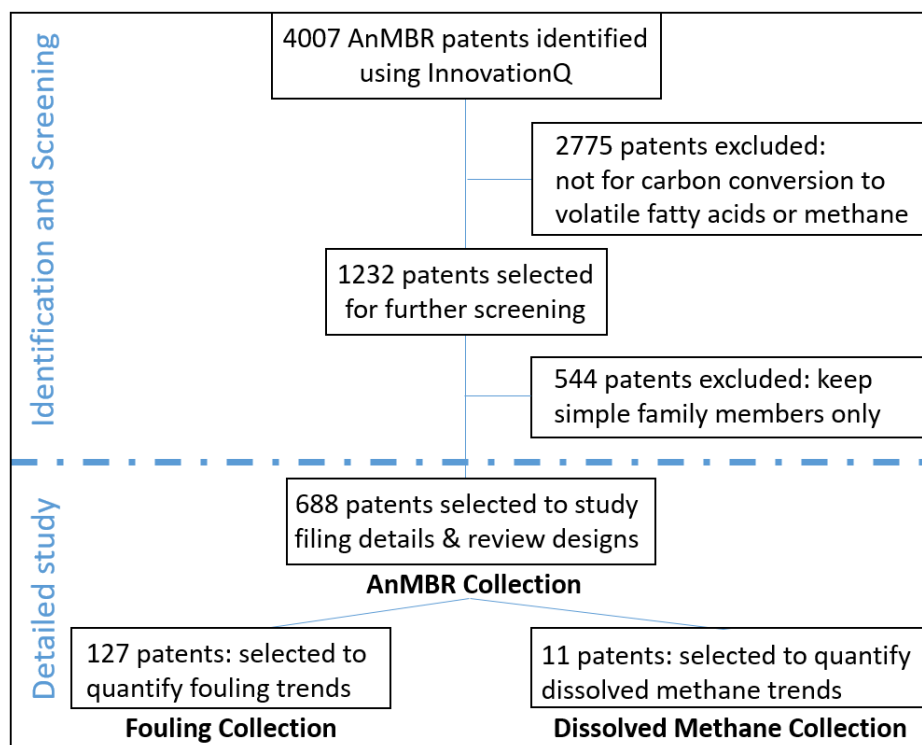 Identification and Screening
4007 AnMBR patents identified
using InnovationQ
2775 patents excluded:
not for carbon conversion to
volatile fatty acids or methane
1232 patents selected
for further screening
544 patents excluded: keep
simple family members only
Detailed study
688 patents selected to study
filing details & review designs
AnMBR Collection
127 patents: selected to
quantify fouling trends
Fouling Collection
11 patents: selected to quantify
dissolved methane trends
Dissolved Methane Collection